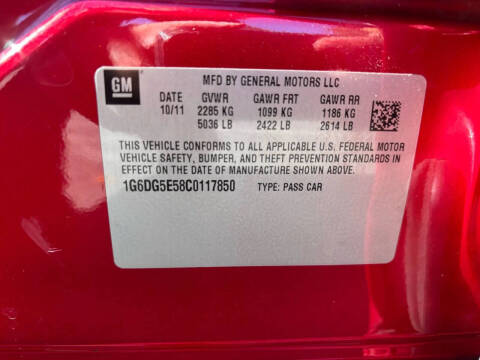 GM
MFD BY GENERAL MOTORS LLC
DATE GVWR GAWR FRT GAWR RR
10/11 2285 KG 1099 KG 1186 KG
5036 LB 2422 LB 2614 LB
THIS VEHICLE CONFORMS TO ALL APPLICABLE U.S. FEDERAL MOTOR
VEHICLE SAFETY, BUMPER, AND THEFT PREVENTION STANDARDS IN
EFFECT ON THE DATE OF MANUFACTURE SHOWN ABOVE.
1G6DG5E58C0117850 TYPE: PASS CAR